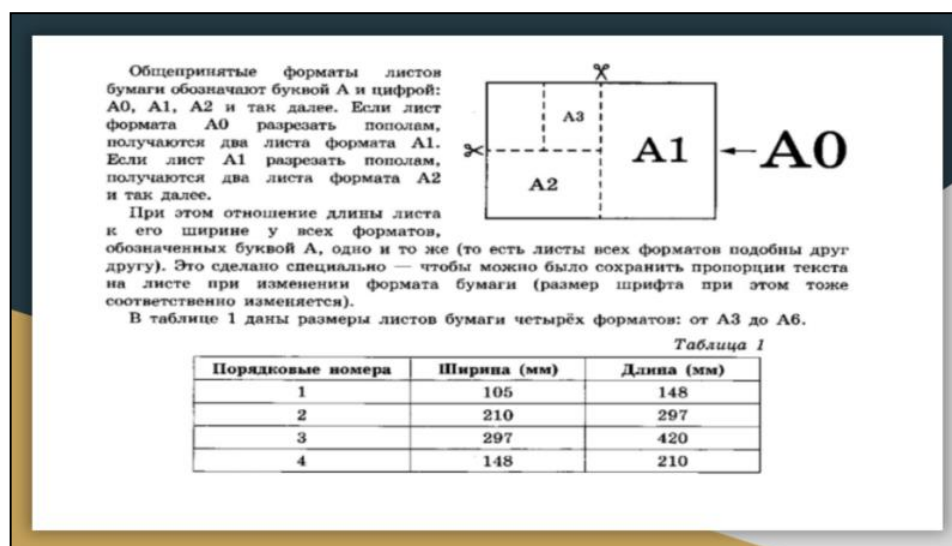 Общепринятые форматы листов
бумаги обозначают буквой А и цифрой:
А0, А1, А2 и так далее. Если лист
формата А0 разрезать пополам,
получаются два листа формата А1.
Если лист А1 разрезать пополам,
получаются два листа формата А2
и так далее.
При этом отношение длины листа
к его ширине у всех форматов,
обозначенных буквой А, одно и то же (то есть листы всех форматов подобны друг
другу). Это сделано специально — чтобы можно было сохранить пропорции текста
на листе при изменении формата бумаги (размер шрифта при этом тоже
соответственно изменяется).
В таблице 1 даны размеры листов бумаги четырёх форматов: от А3 до А6.
А3
А1
А0
А2
Таблица 1
Порядковые номера Ширина (мм) Длина (мм)
1 105 148
2 210 297
3 297 420
4 148 210